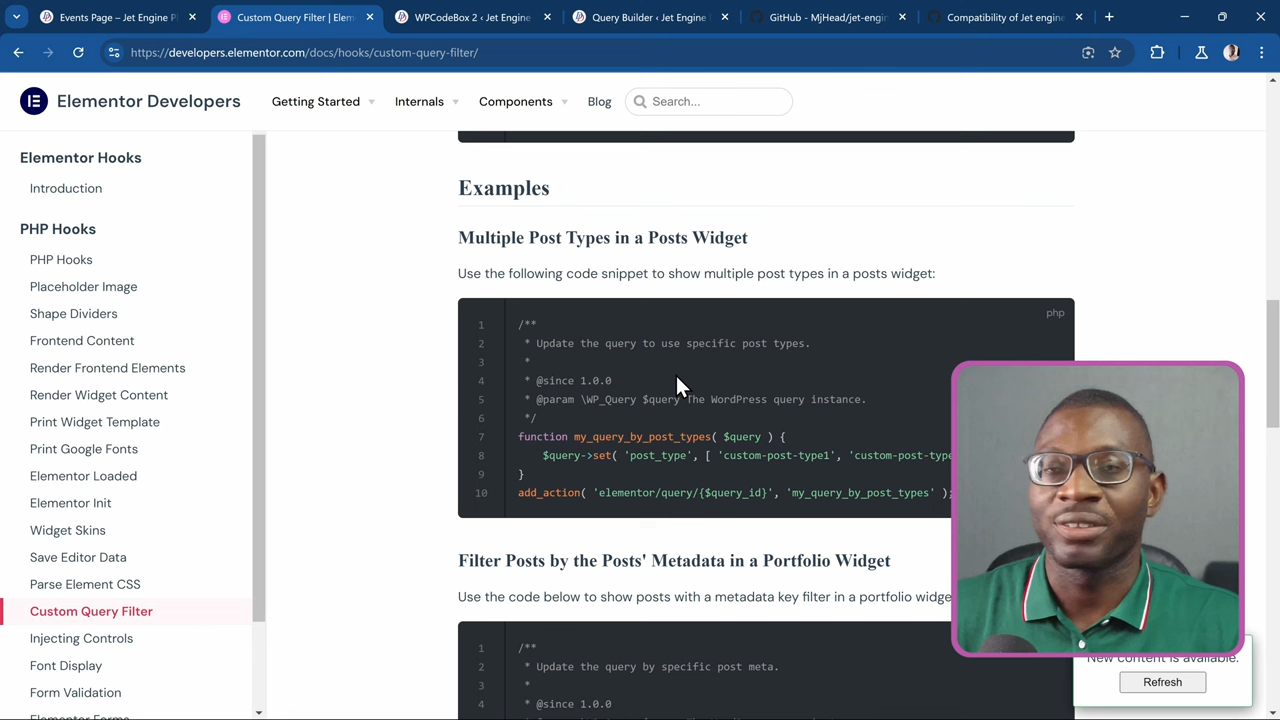 Events Page – Jet Engine P
Custom Query Filter | Elem
WPCodeBox 2 ‹ Jet Engine
Query Builder ‹ Jet Engine
GitHub - MjHead/jet-engin
Compatibility of Jet engine
https://developers.elementor.com/docs/hooks/custom-query-filter/
Elementor Developers
Getting Started
Internals
Components
Blog
Search...
Elementor Hooks
Introduction
PHP Hooks
PHP Hooks
Placeholder Image
Shape Dividers
Frontend Content
Render Frontend Elements
Render Widget Content
Print Widget Template
Print Google Fonts
Elementor Loaded
Elementor Init
Widget Skins
Save Editor Data
Parse Element CSS
Custom Query Filter
Injecting Controls
Font Display
Form Validation
Elementor Forms
Examples
Multiple Post Types in a Posts Widget
Use the following code snippet to show multiple post types in a posts widget:
php
1 /**
2 * Update the query to use specific post types.
3 *
4 * @since 1.0.0
5 * @param \WP_Query $query The WordPress query instance.
6 */
7 function my_query_by_post_types( $query ) {
8 $query->set( 'post_type', [ 'custom-post-type1', 'custom-post-type
9 }
10 add_action( 'elementor/query/{$query_id}', 'my_query_by_post_types' );
Filter Posts by the Posts' Metadata in a Portfolio Widget
Use the code below to show posts with a metadata key filter in a portfolio widge
1 /**
2 * Update the query by specific post meta.
3 *
4 * @since 1.0.0
New content is available.
Refresh